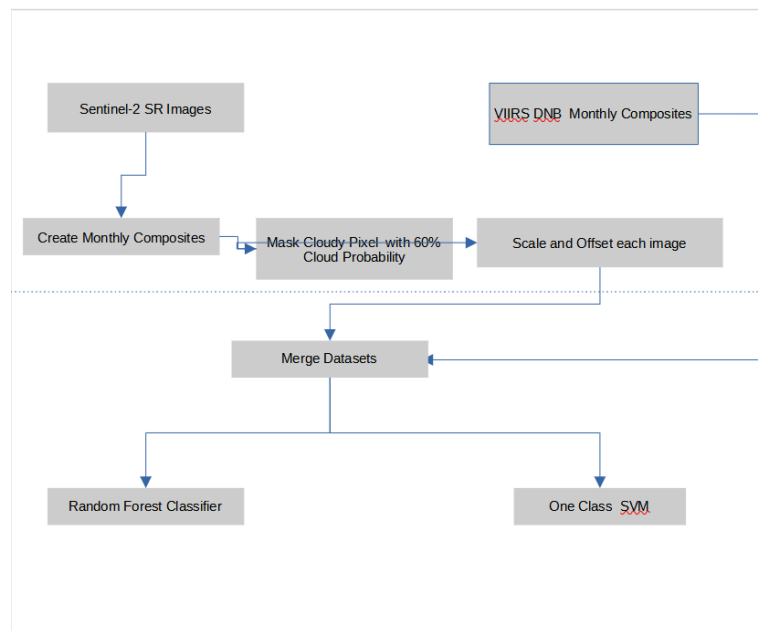 Sentinel-2 SR Images
VIIRS DNB Monthly Composites
Create Monthly Composites
Mask Cloudy Pixel with 60%
Cloud Probability
Scale and Offset each image
Merge Datasets
Random Forest Classifier
One Class SVM